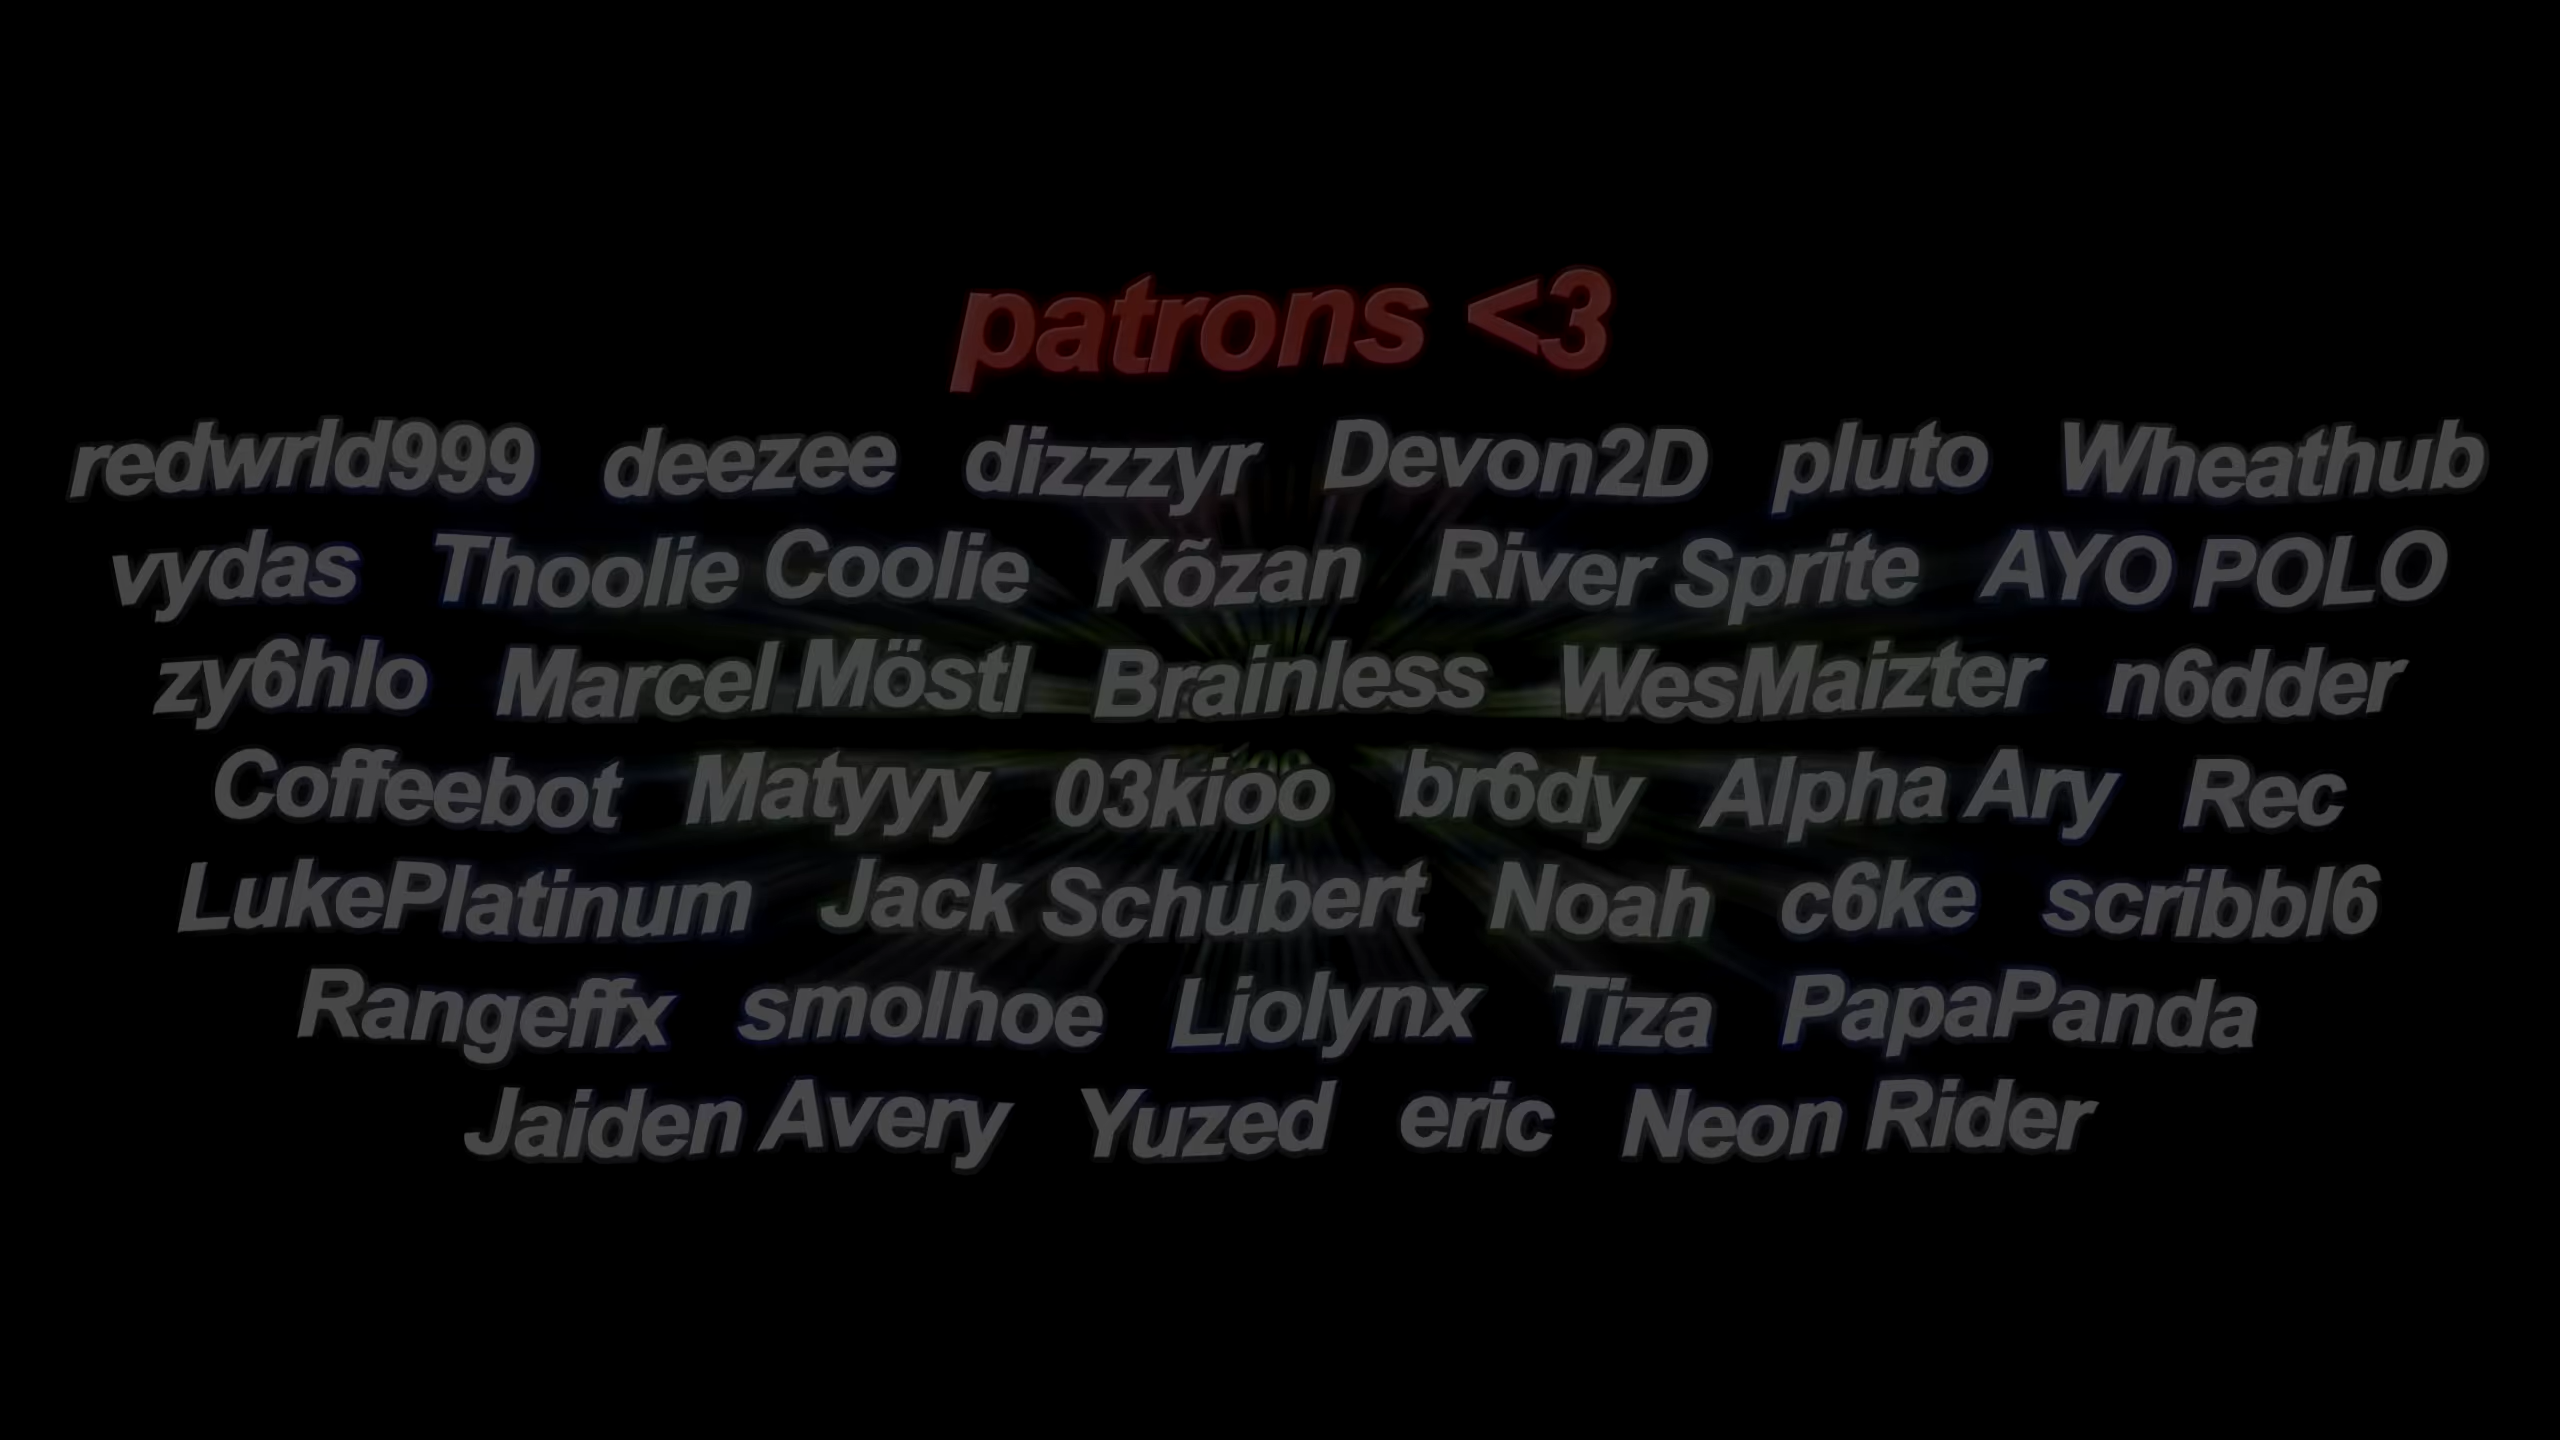 patrons <3
redwrld999 deezee dizzzyr Devon2D pluto Wheathub
vydas Thoolie Coolie Kõzan River Sprite AYO POLO
zy6hlo Marcel Möstl Brainless WesMaizter n6dder
Coffeebot Matyyy 03kioo br6dy Alpha Ary Rec
LukePlatinum Jack Schubert Noah c6ke scribbl6
Rangeffx smolhoe Liolynx Tiza PapaPanda
Jaiden Avery Yuzed eric Neon Rider